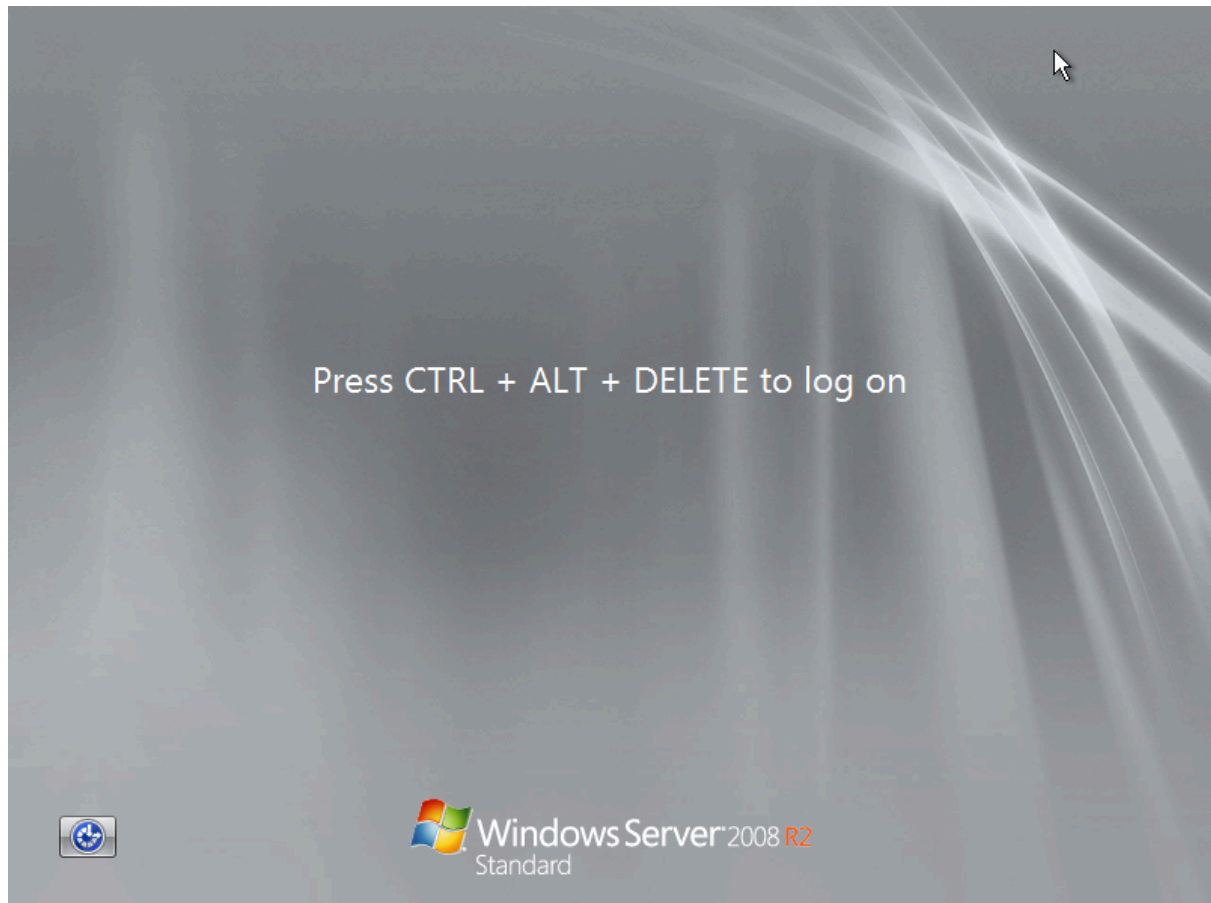 Press CTRL + ALT + DELETE to log on
Windows Server 2008 R2
Standard